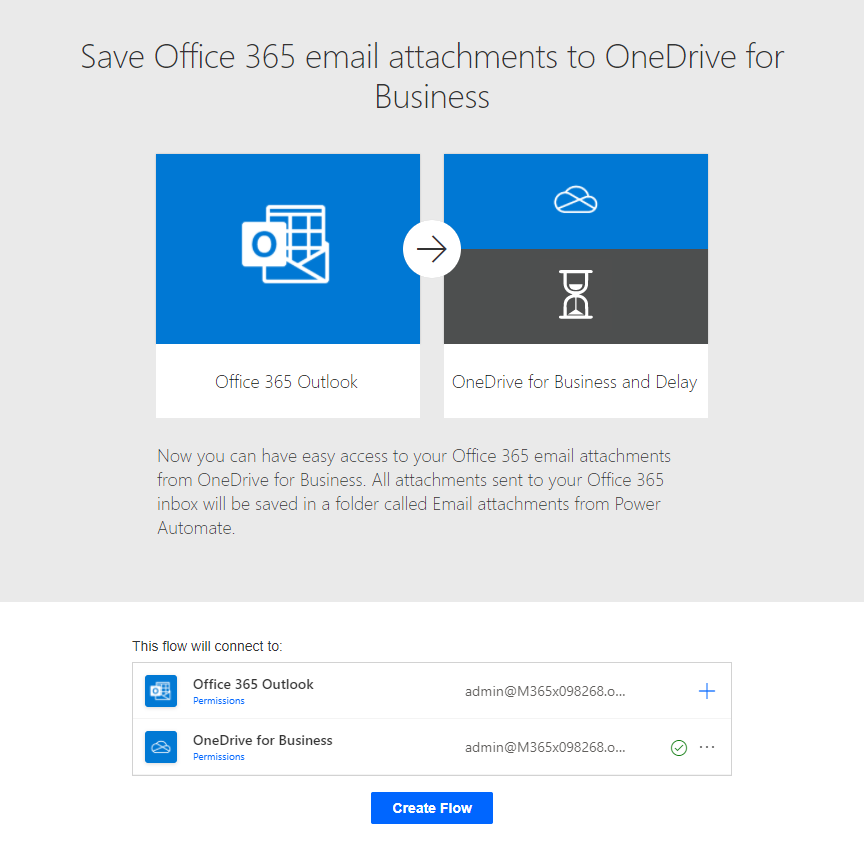 Save Office 365 email attachments to OneDrive for
Business
Office 365 Outlook
OneDrive for Business and Delay
Now you can have easy access to your Office 365 email attachments
from OneDrive for Business. All attachments sent to your Office 365
inbox will be saved in a folder called Email attachments from Power
Automate.
This flow will connect to:
Office 365 Outlook
Permissions
admin@M365x098268.o...
OneDrive for Business
Permissions
admin@M365x098268.o...
Create Flow